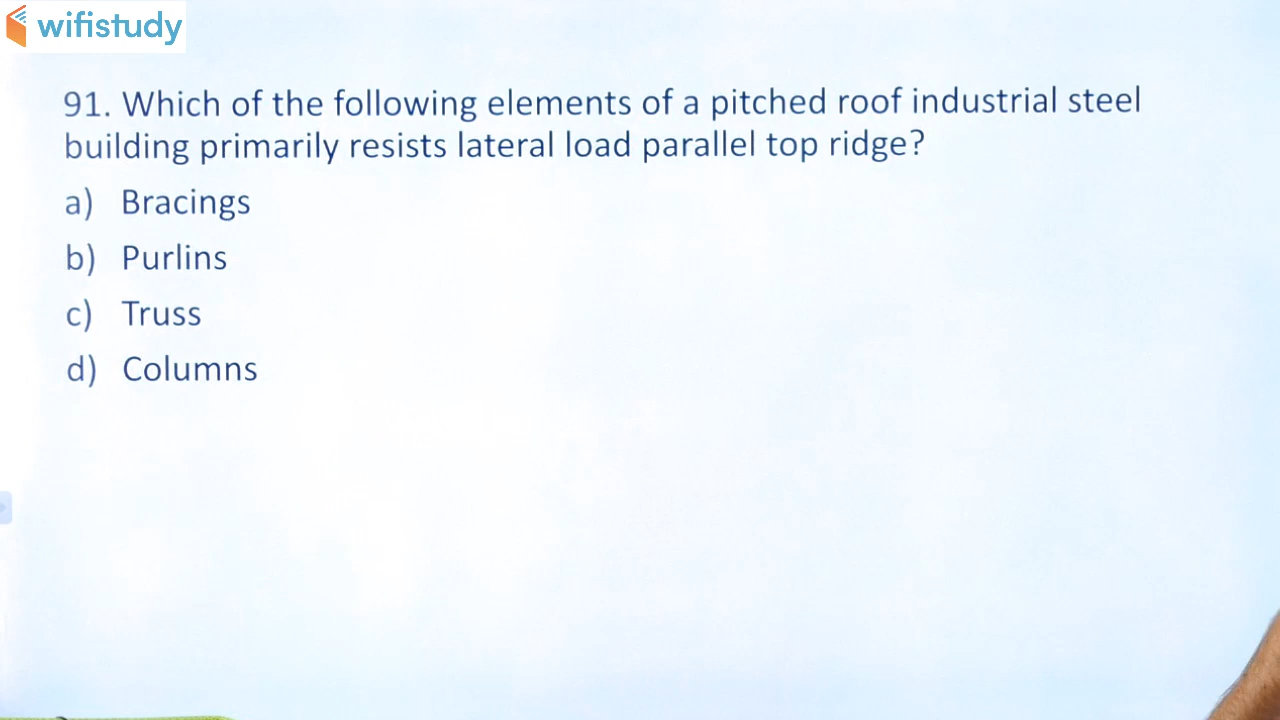 wifistudy
91. Which of the following elements of a pitched roof industrial steel
building primarily resists lateral load parallel top ridge?
a) Bracings
b) Purlins
c) Truss
d) Columns